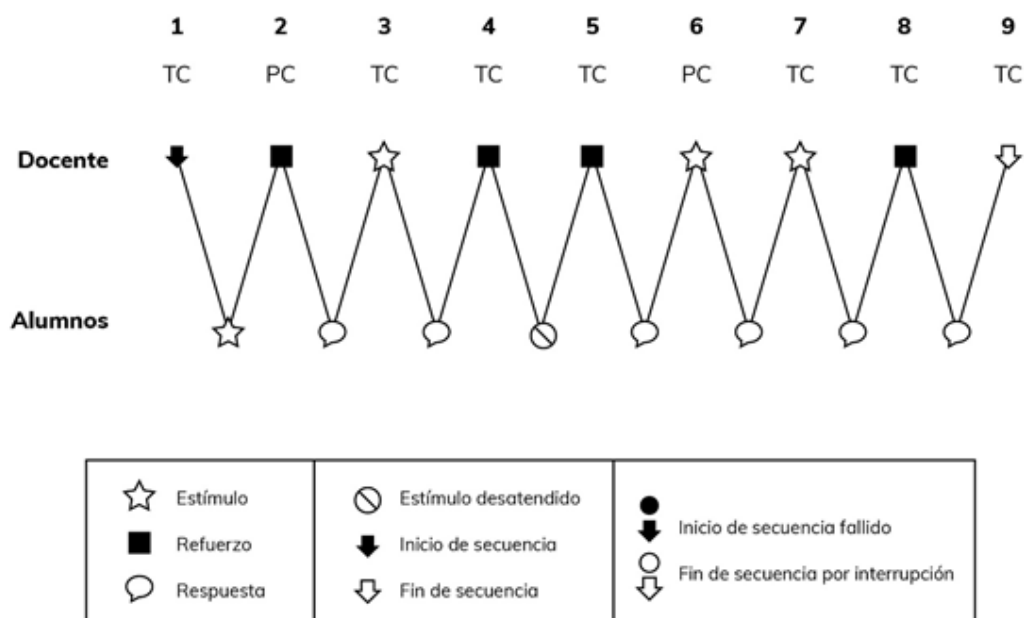 1 2 3 4 5 6 7 8 9
TC PC TC TC TC PC TC TC TC
Docente
Alumnos
Estímulo
Refuerzo
Respuesta
Estímulo desatendido
Inicio de secuencia
Fin de secuencia
Inicio de secuencia fallido
Fin de secuencia por interrupción